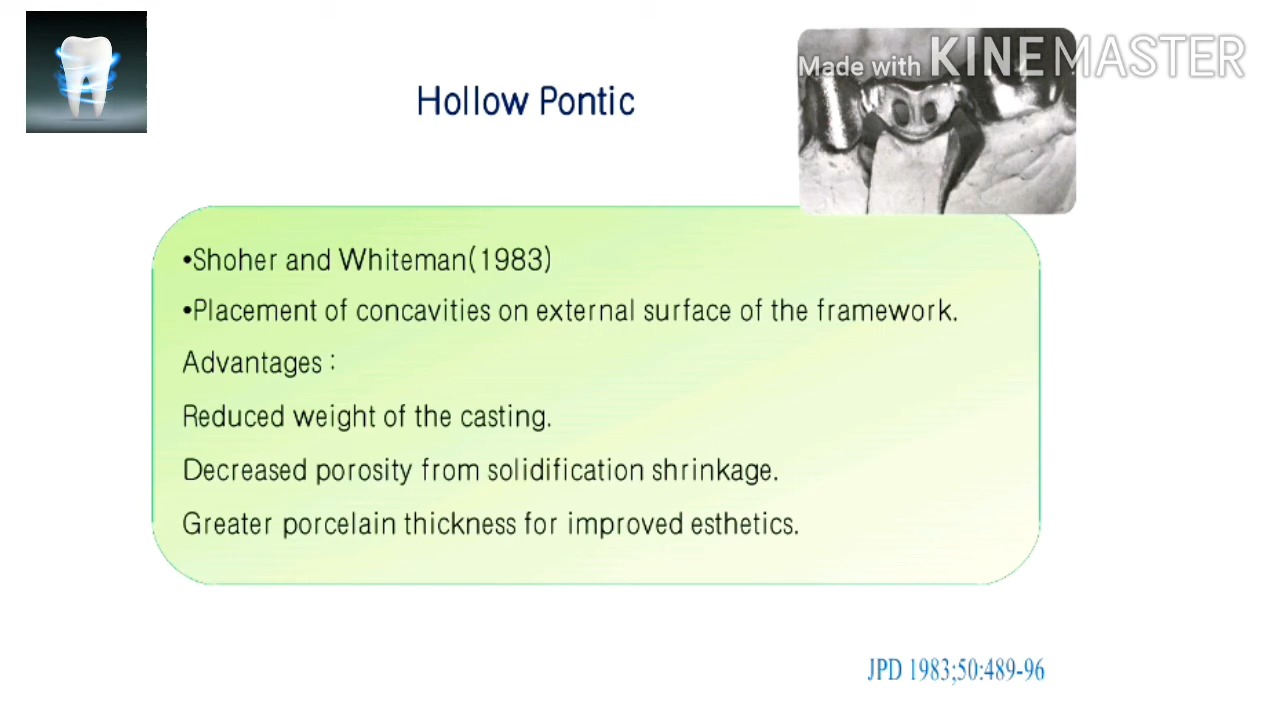 Made with KINEMASTER
Hollow Pontic
•Shoher and Whiteman(1983)
•Placement of concavities on external surface of the framework.
Advantages :
Reduced weight of the casting.
Decreased porosity from solidification shrinkage.
Greater porcelain thickness for improved esthetics.
JPD 1983;50:489-96